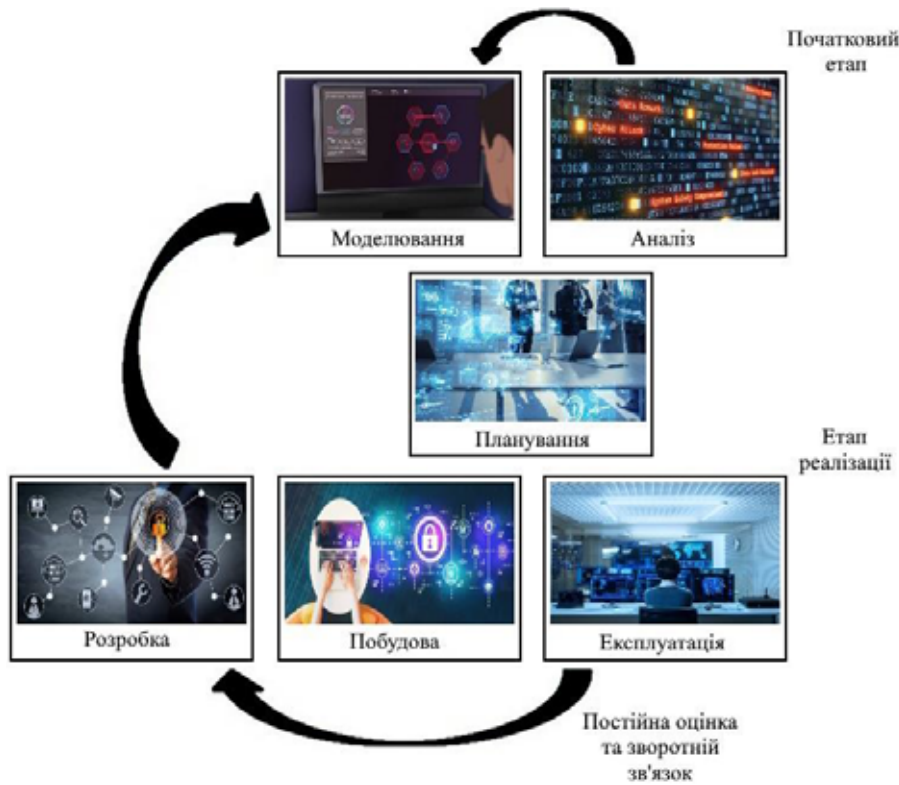 Початковий
етап
Моделювання
Аналіз
Планування
Етап
реалізації
Розробка
Побудова
Експлуатація
Постійна оцінка
та зворотній
зв'язок